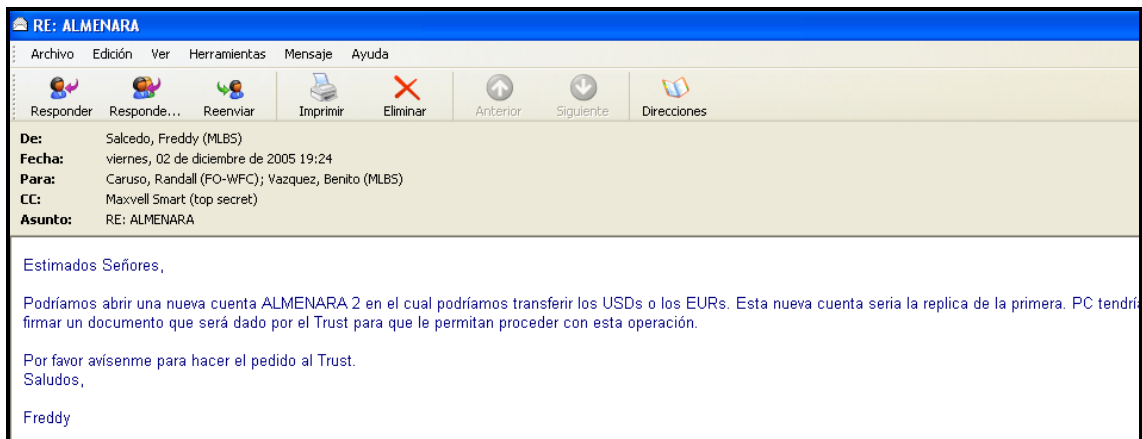 RE: ALMENARA
Archivo Edición Ver Herramientas Mensaje Ayuda
Responder Responde... Reenviar Imprimir Eliminar Anterior Siguiente Direcciones
De: Salcedo, Freddy (MLBS)
Fecha: viernes, 02 de diciembre de 2005 19:24
Para: Caruso, Randall (FO-WFC); Vazquez, Benito (MLBS)
CC: Maxvell Smart (top secret)
Asunto: RE: ALMENARA
Estimados Señores,
Podríamos abrir una nueva cuenta ALMENARA 2 en el cual podríamos transferir los USDs o los EURs. Esta nueva cuenta seria la replica de la primera. PC tendría
firmar un documento que será dado por el Trust para que le permitan proceder con esta operación.
Por favor avísenme para hacer el pedido al Trust.
Saludos,
Freddy